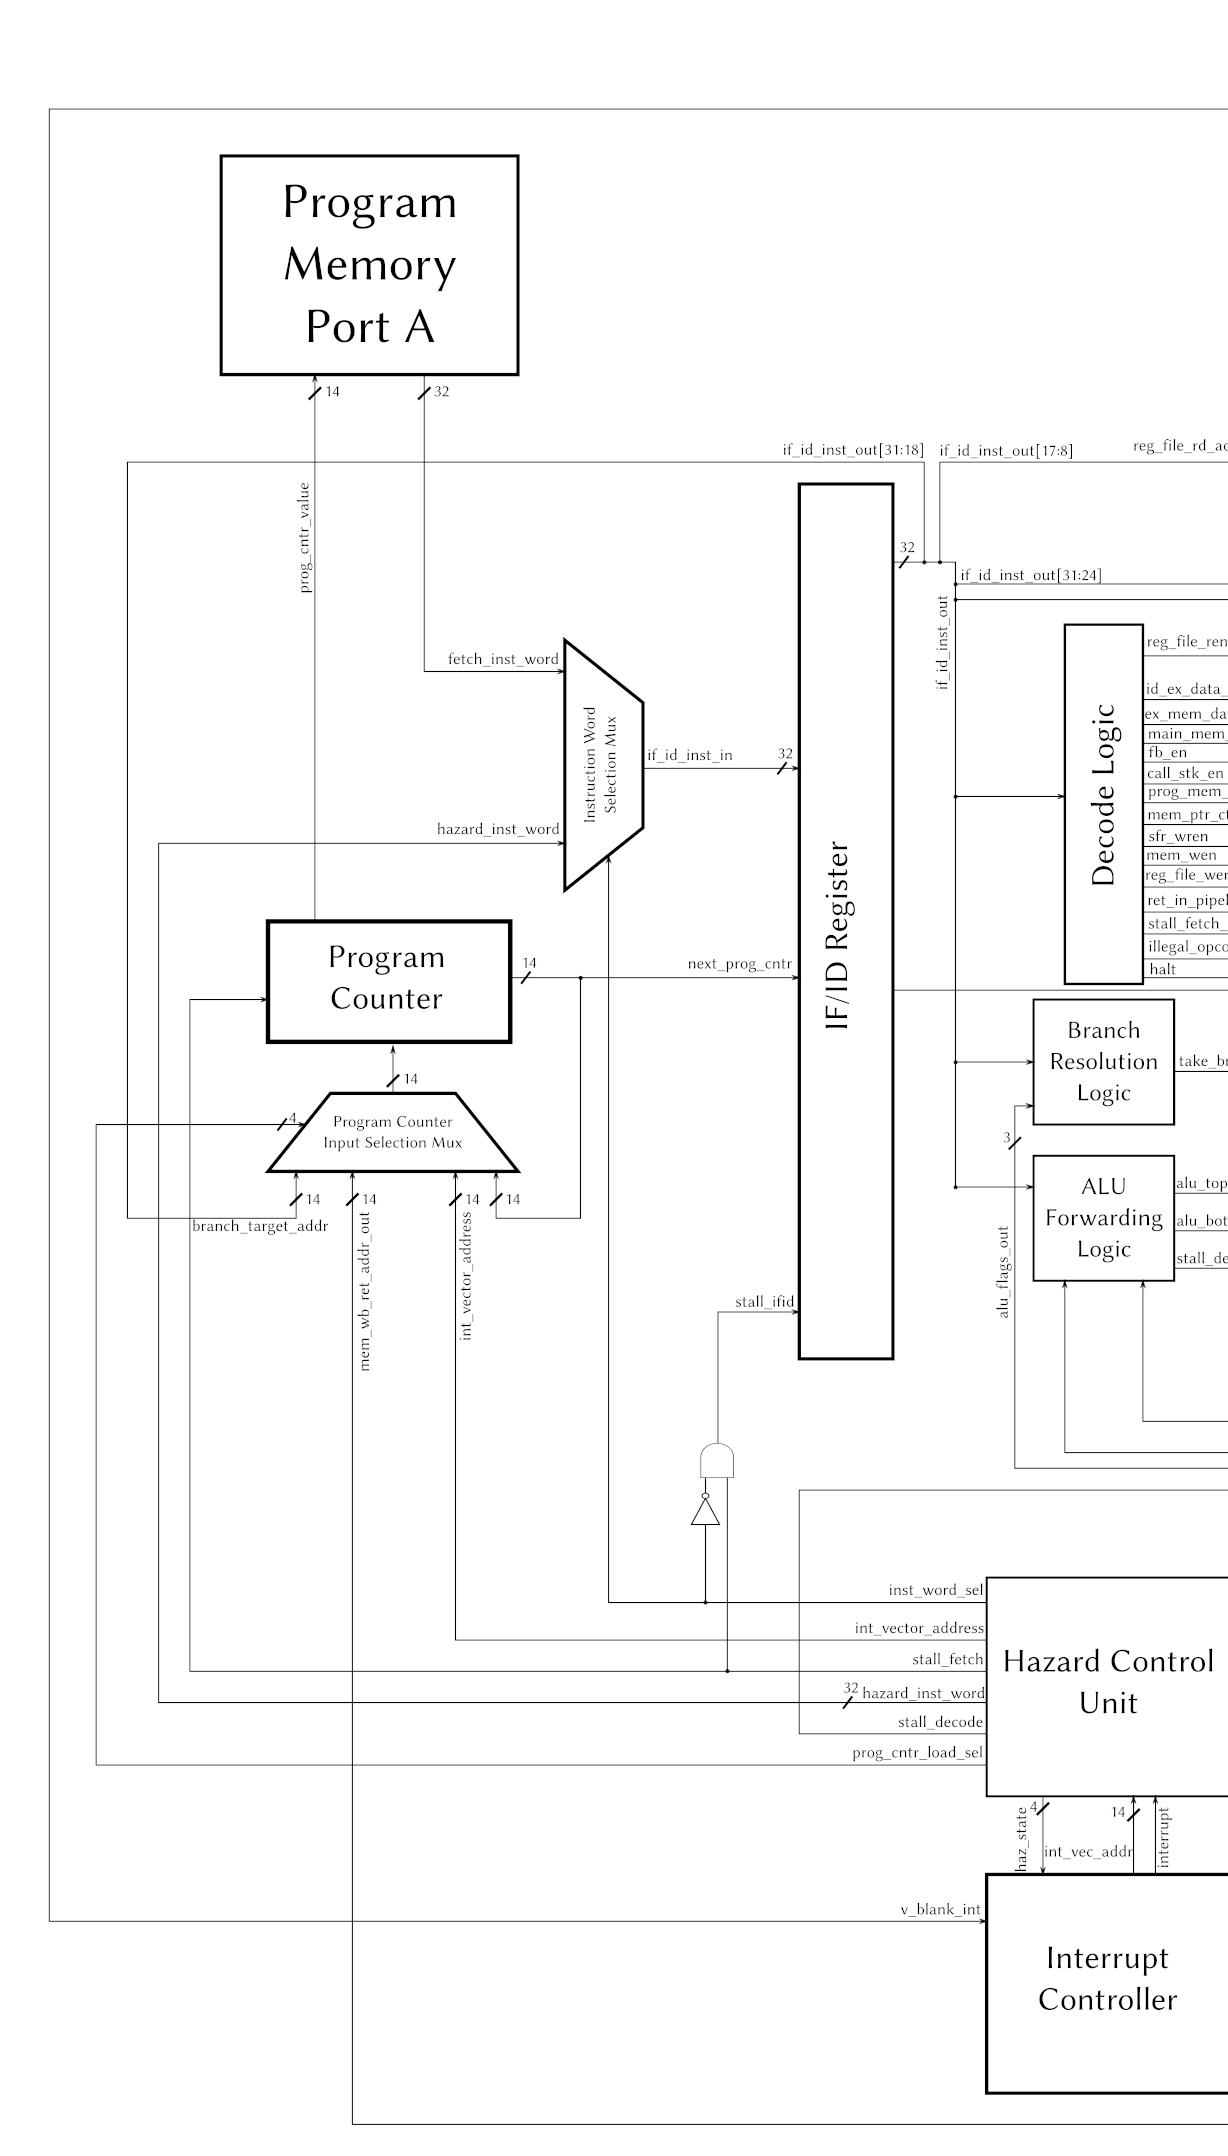 Program
Memory
Port A
14
32
if_id_inst_out[31:18]
if_id_inst_out[17:8]
reg_file_rd_ac
prog_cntr_value
32
if_id_inst_out[31:24]
if_id_inst_out
reg_file_ren
fetch_inst_word
id_ex_data_
ex_mem_da
main_mem_
fb_en
call_stk_en
prog_mem_
mem_ptr_ct
sfr_wren
mem_wen
reg_file_wer
ret_in_pipel
stall_fetch_
illegal_opco
halt
Decode Logic
Instruction Word
Selection Mux
if_id_inst_in
32
hazard_inst_word
IF/ID Register
Program
Counter
14
next_prog_cntr
14
Branch
Resolution
Logic
take_br
4
Program Counter
Input Selection Mux
3
14
14
14
14
branch_target_addr
mem_wb_ret_addr_out
int_vector_address
ALU
Forwarding
Logic
alu_top
alu_bot
stall_de
alu_flags_out
stall_ifid
inst_word_sel
int_vector_address
stall_fetch
32
hazard_inst_word
stall_decode
prog_cntr_load_sel
Hazard Control
Unit
haz_state
4
14
int_vec_addr
interrupt
v_blank_int
Interrupt
Controller